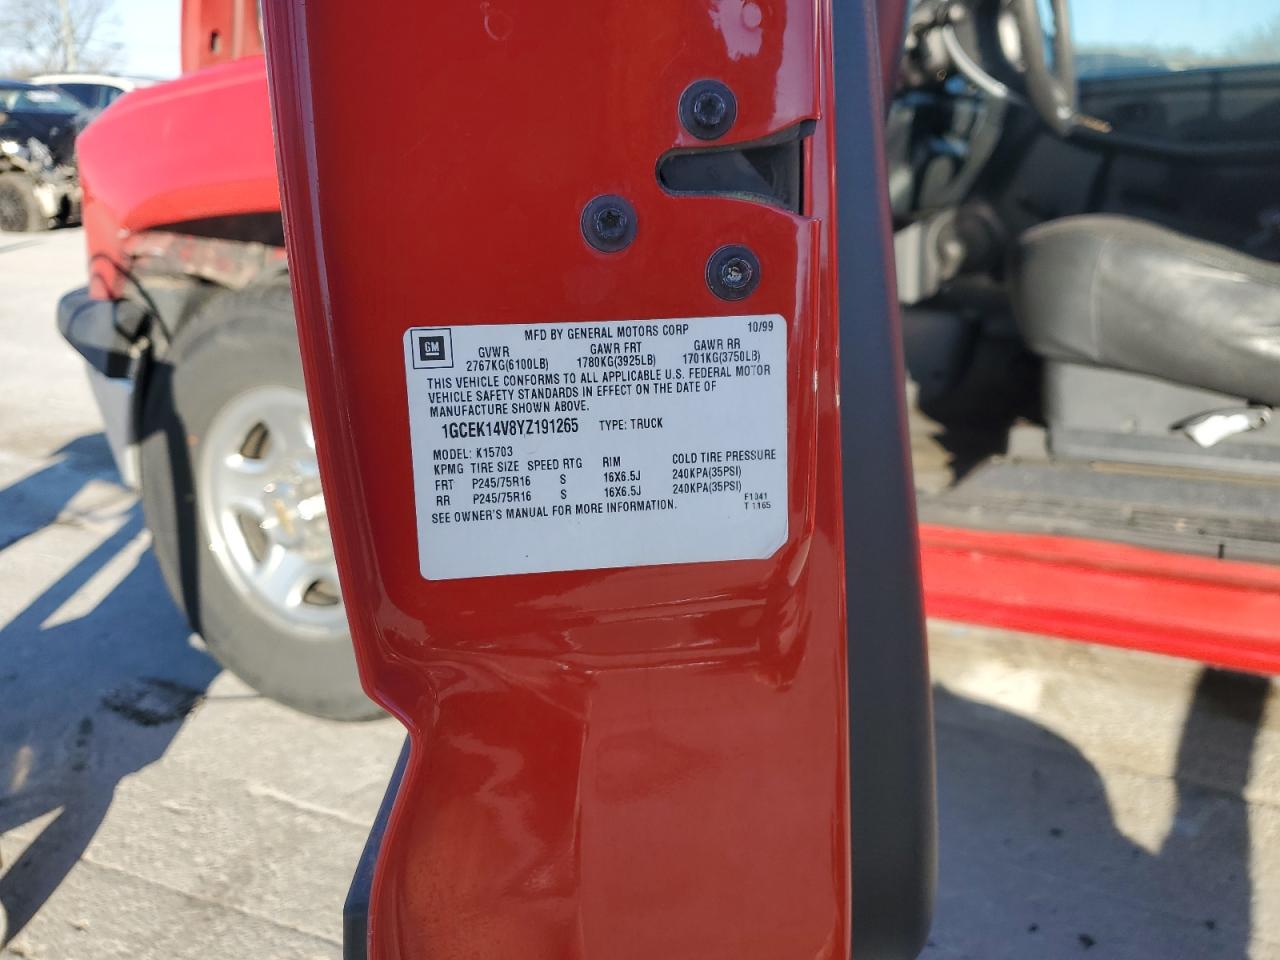 MFD BY GENERAL MOTORS CORP 10/99
GM
GVWR GAWR FRT GAWR RR
2767KG(6100LB) 1780KG(3925LB) 1701KG(3750LB)
THIS VEHICLE CONFORMS TO ALL APPLICABLE U.S. FEDERAL MOTOR
VEHICLE SAFETY STANDARDS IN EFFECT ON THE DATE OF
MANUFACTURE SHOWN ABOVE.
1GCEK14V8YZ191265 TYPE: TRUCK
MODEL: K15703
KPMG TIRE SIZE SPEED RTG RIM COLD TIRE PRESSURE
FRT P245/75R16 S 16X6.5J 240KPA(35PSI)
RR P245/75R16 S 16X6.5J 240KPA(35PSI)
SEE OWNER'S MANUAL FOR MORE INFORMATION.
F1041
T 1165